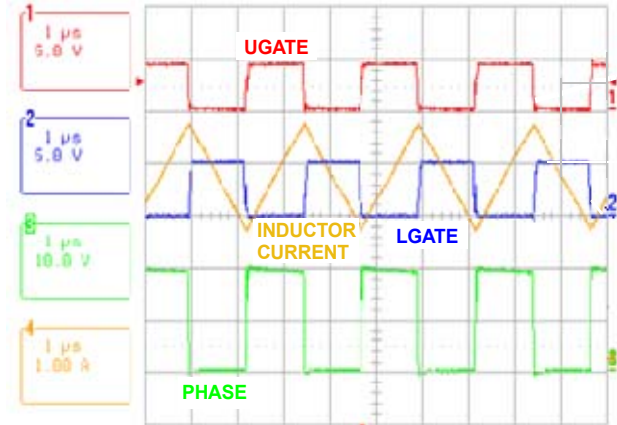 1
1 µs
5.0 V
UGATE
1
2
1 µs
5.0 V
2
INDUCTOR
CURRENT
LGATE
3
1 µs
10.0 V
4
1 µs
1.00 A
PHASE